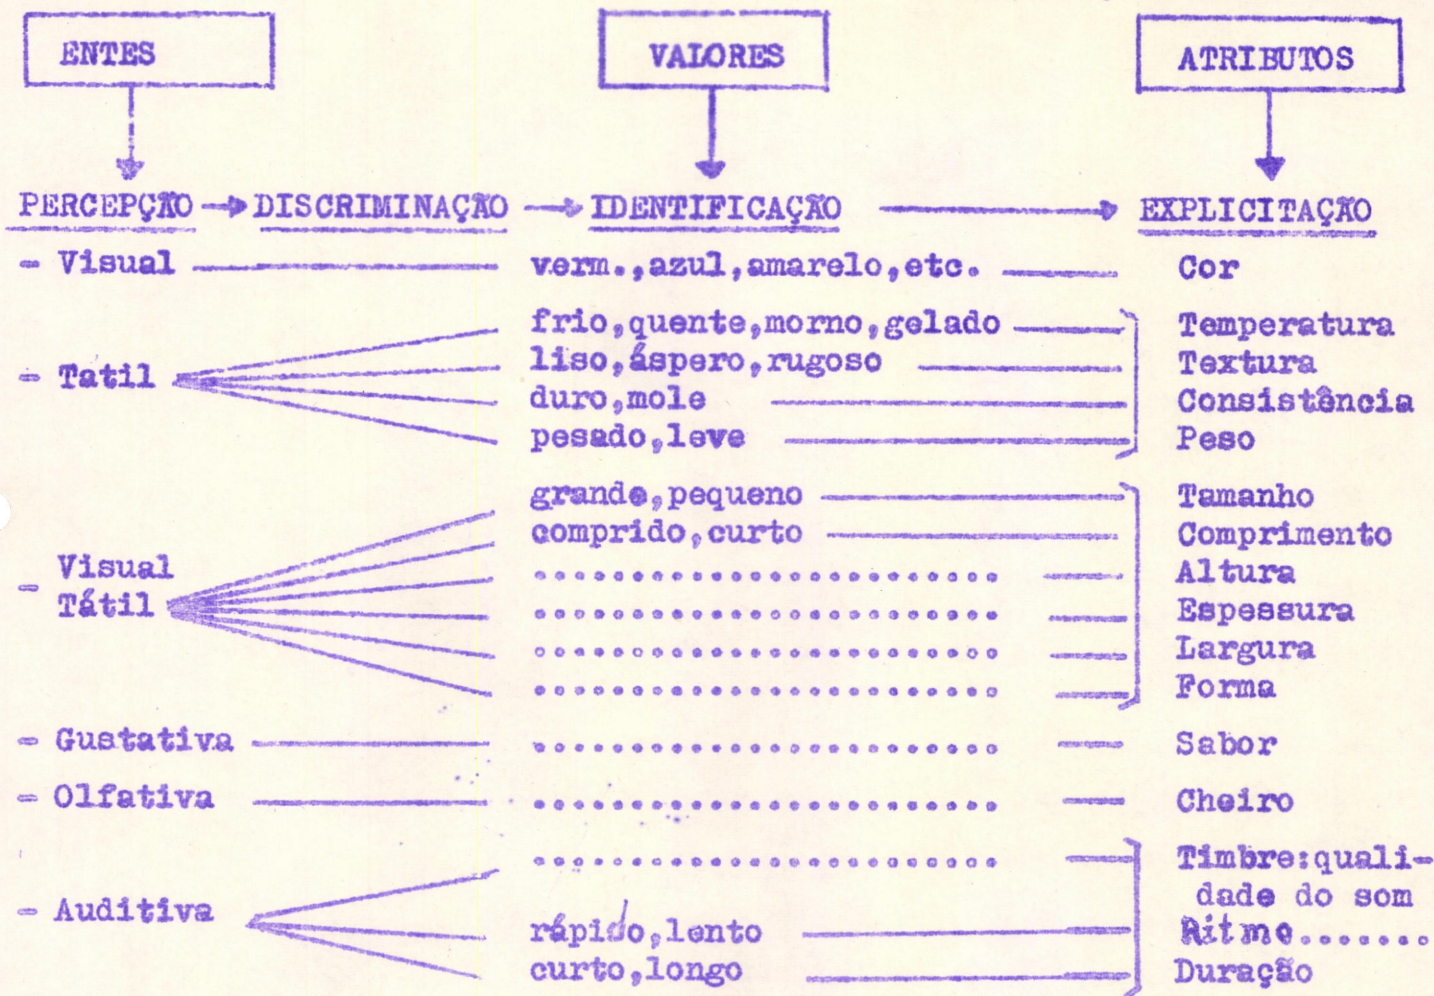 ENTES VALORES ATRIBUTOS
PERCEPÇÃO DISCRIMINAÇÃO IDENTIFICAÇÃO EXPLICITAÇÃO
- Visual verm.,azul,amarelo,etc. Cor
frio,quente,morno,gelado Temperatura
liso,áspero,rugoso Textura
- Tatil
duro,mole Consistência
pesado,leve Peso
grande,pequeno Tamanho
comprido,curto Comprimento
- Visual ........................ Altura
Tátil ........................ Espessura
........................ Largura
........................ Forma
- Gustativa ........................ Sabor
- Olfativa ........................ Cheiro
........................ Timbre:quali-
dade do som
- Auditiva
rápido,lento Ritmo.......
curto,longo Duração